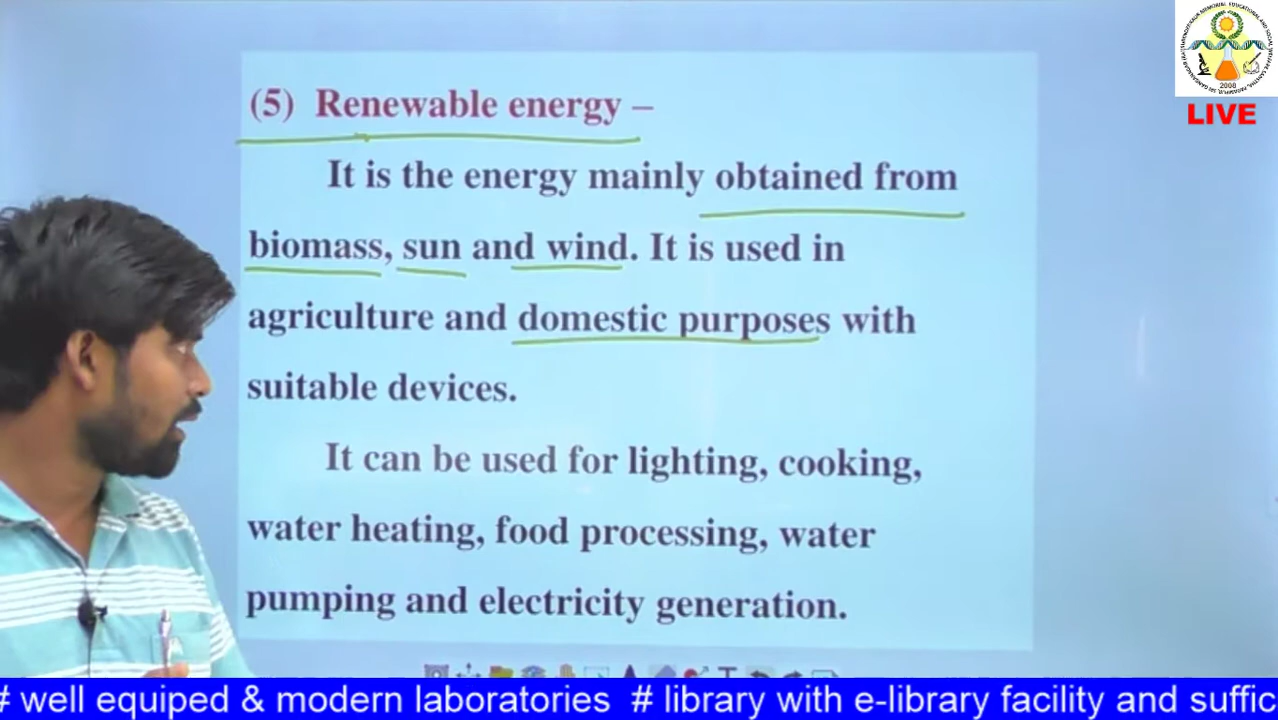 (5) Renewable energy –
It is the energy mainly obtained from
biomass, sun and wind. It is used in
agriculture and domestic purposes with
suitable devices.
It can be used for lighting, cooking,
water heating, food processing, water
pumping and electricity generation.
2008
LIVE
# well equiped & modern laboratories # library with e-library facility and suffic